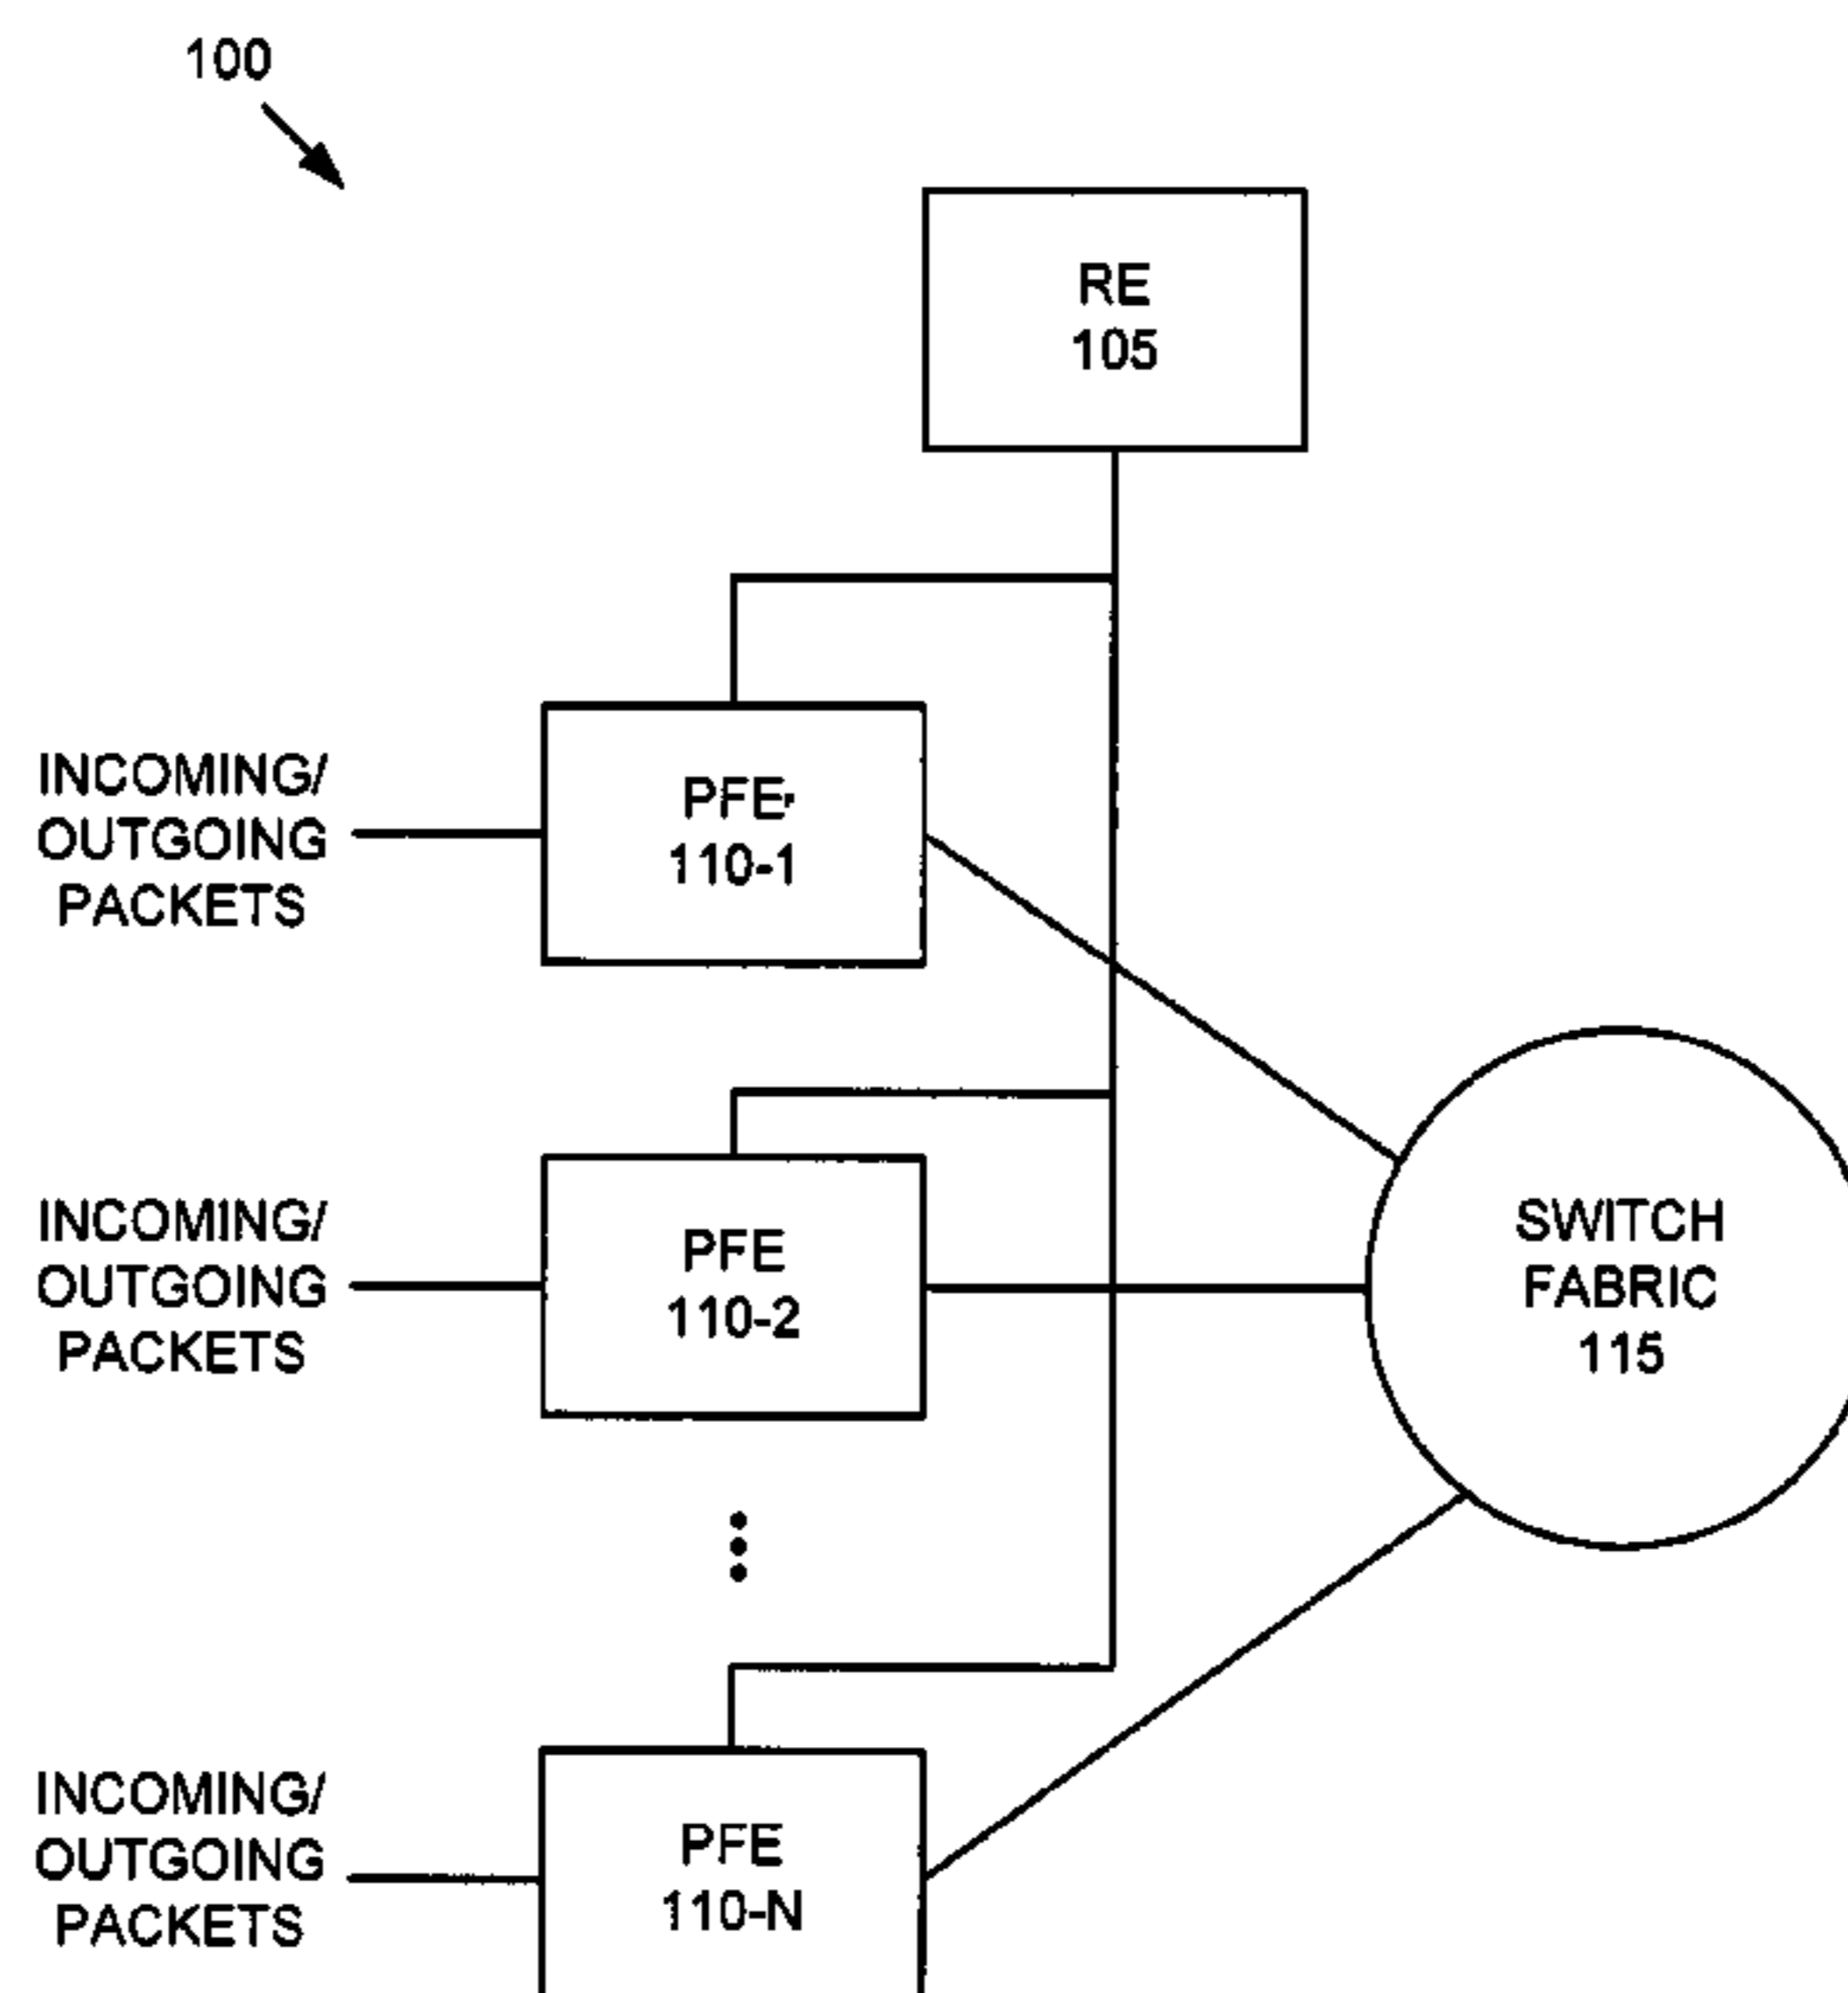 100
RE
105
INCOMING/
OUTGOING
PACKETS
PFE
110-1
INCOMING/
OUTGOING
PACKETS
PFE
110-2
SWITCH
FABRIC
115
INCOMING/
OUTGOING
PACKETS
PFE
110-N